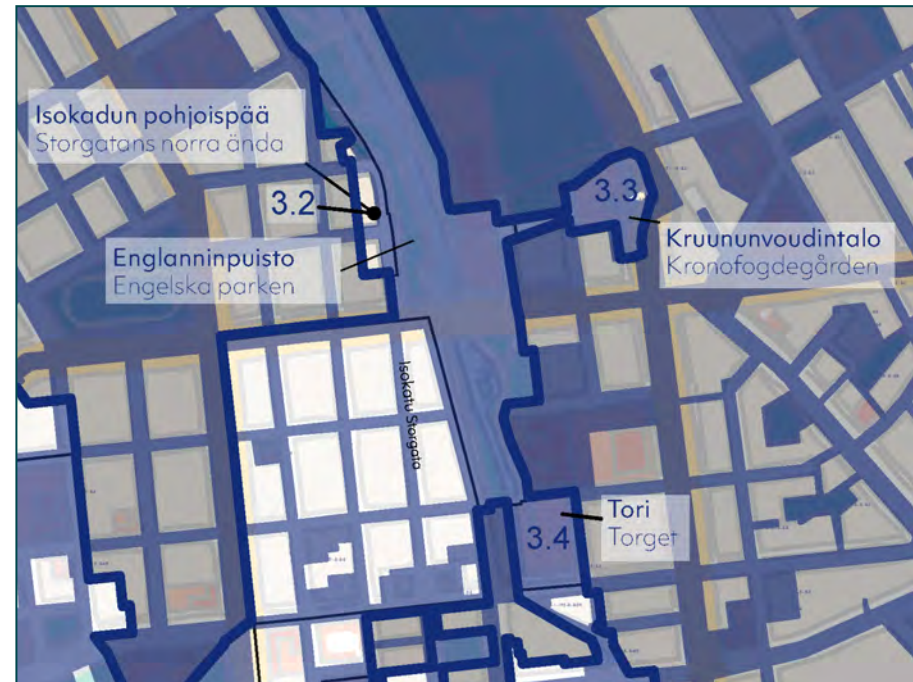 Isokadun pohjoispää
Storgatans norra ända
3.2
3.3
Kruununvoudintalo
Kronofogdegården
Englanninpuisto
Engelska parken
Isokatu Storgata
Tori
Torget
3.4